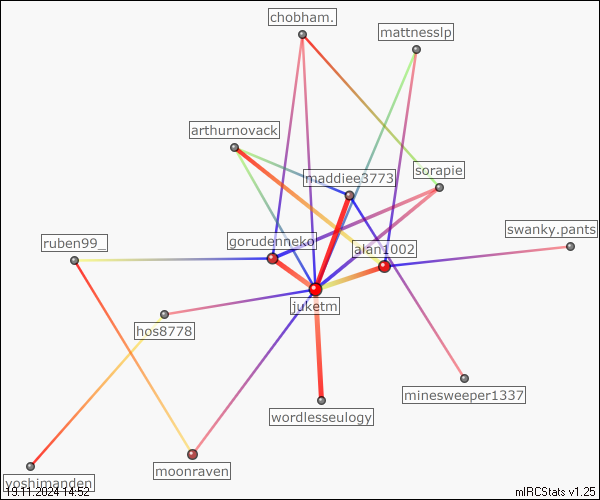 chobham.
mattnesslp
arthurnovack
sorapie
maddiee3773
swanky.pants
ruben99_
gorudenneko
alan1002
juketm
hos8778
minesweeper1337
wordlesseulogy
moonraven
yoshimanden
19.11.2024 14:52
mIRCStats v1.25